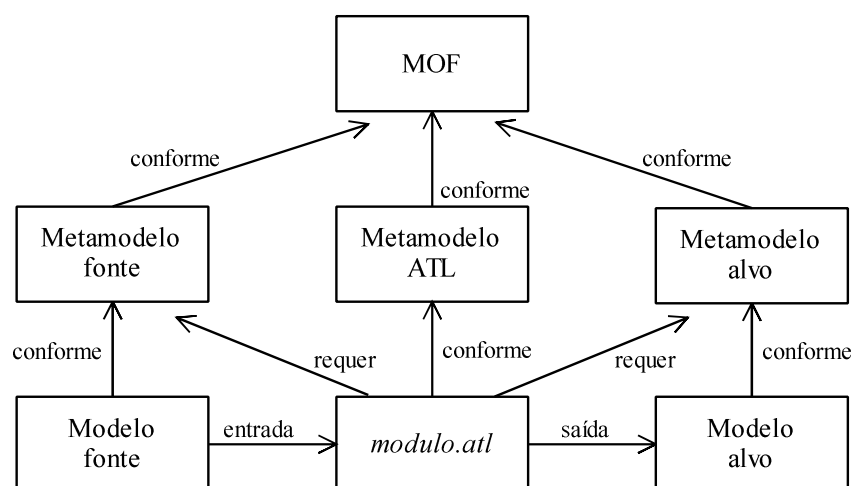 MOF
conforme
conforme
conforme
Metamodelo
fonte
Metamodelo
ATL
Metamodelo
alvo
conforme
requer
conforme
requer
conforme
Modelo
fonte
entrada
modulo.atl
saída
Modelo
alvo